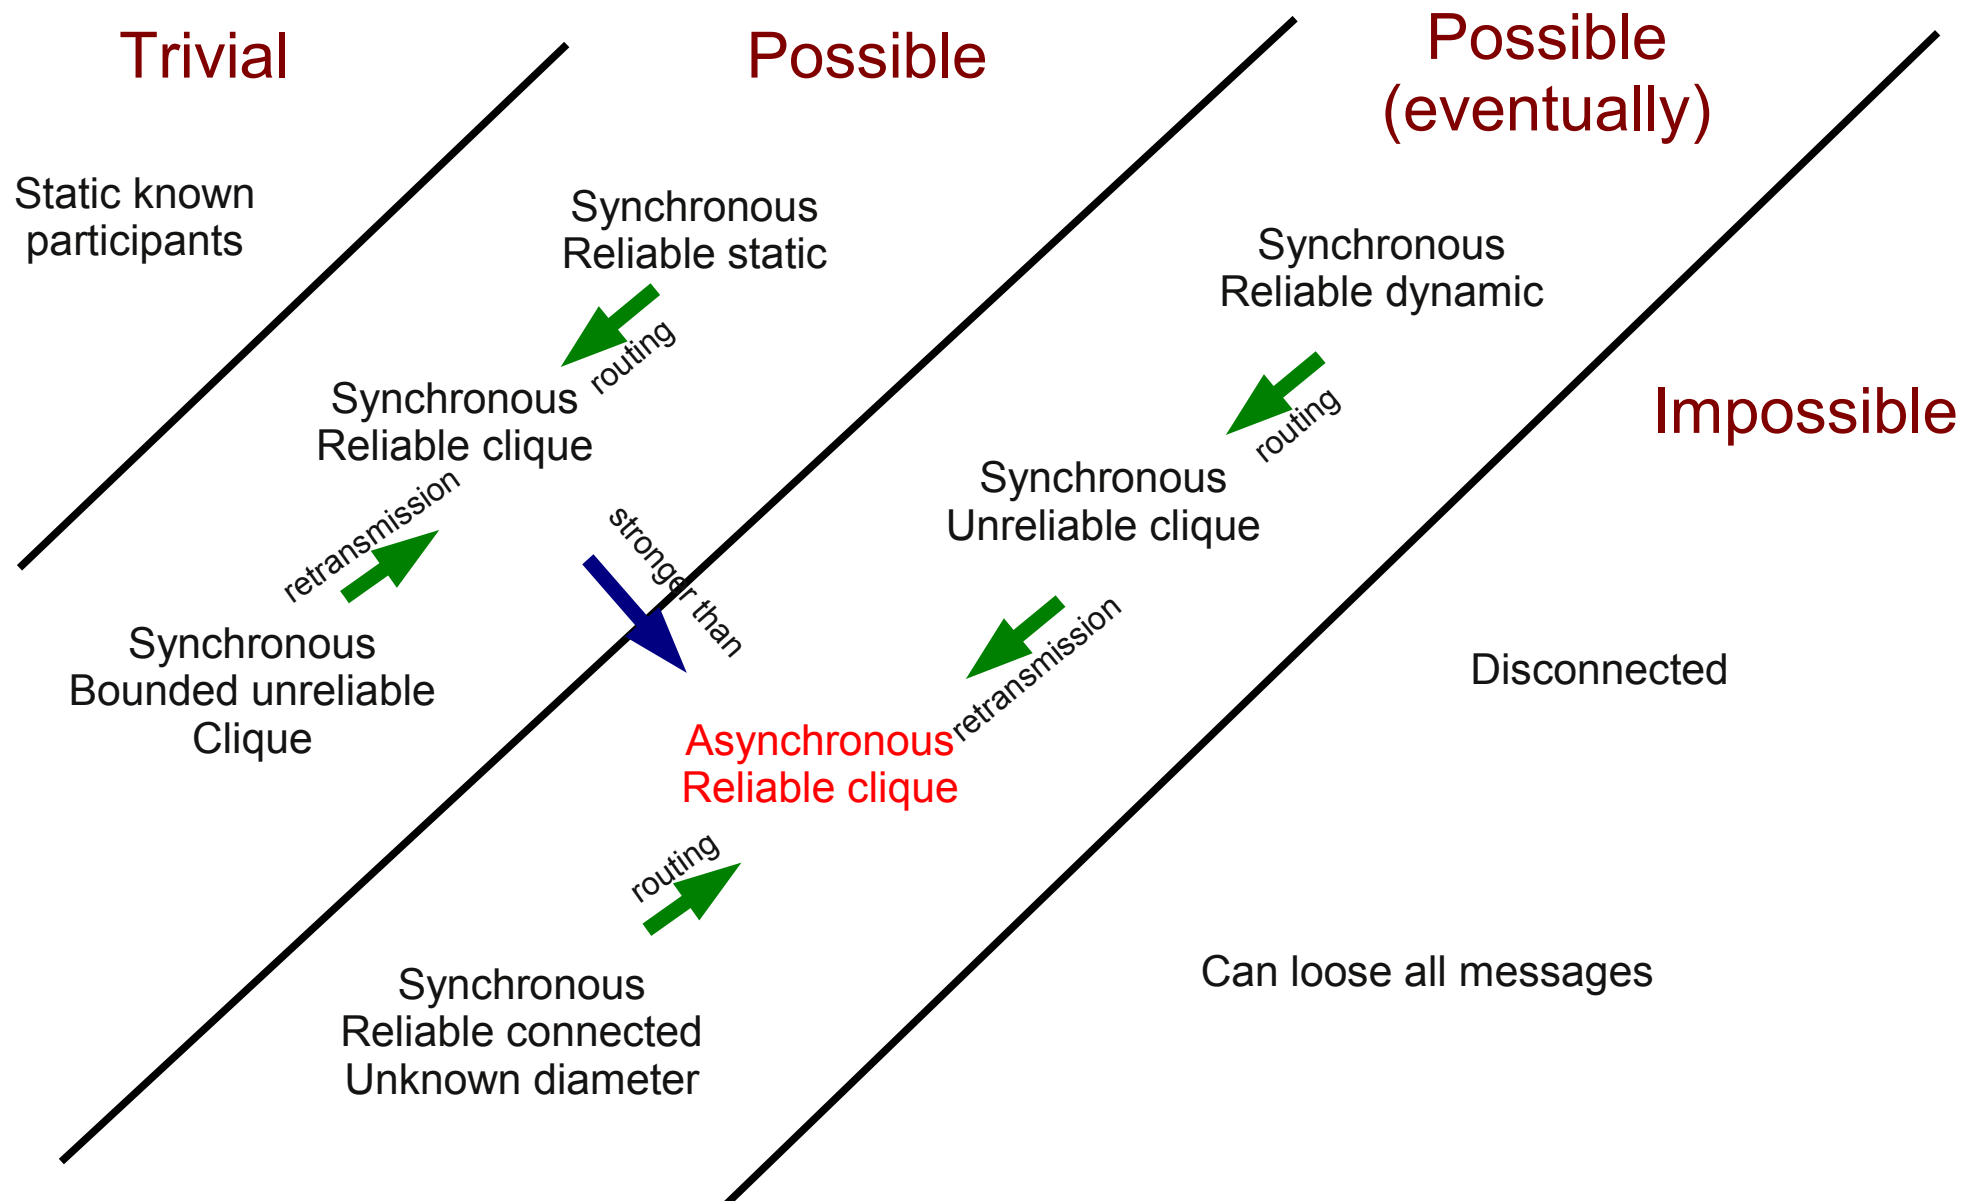 Trivial
Possible
Possible
(eventually)
Impossible
Static known
participants
Synchronous
Reliable static
routing
Synchronous
Reliable clique
retransmission
Synchronous
Bounded unreliable
Clique
stronger than
Synchronous
Reliable dynamic
routing
Synchronous
Unreliable clique
retransmission
Asynchronous
Reliable clique
routing
Synchronous
Reliable connected
Unknown diameter
Disconnected
Can loose all messages